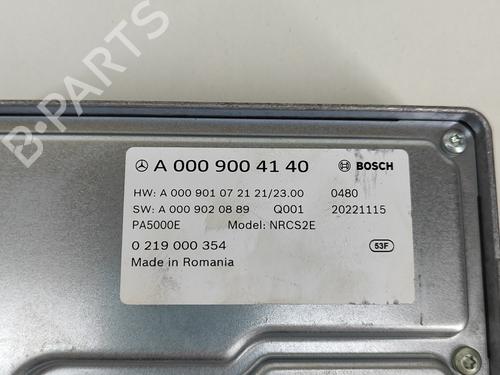 B-PARTS
A 000 900 41 40 BOSCH
HW: A 000 901 07 21 21/23.00 0480
SW: A 000 902 08 89 Q001 20221115
PA5000E Model: NRCS2E
0 219 000 354 53F
Made in Romania